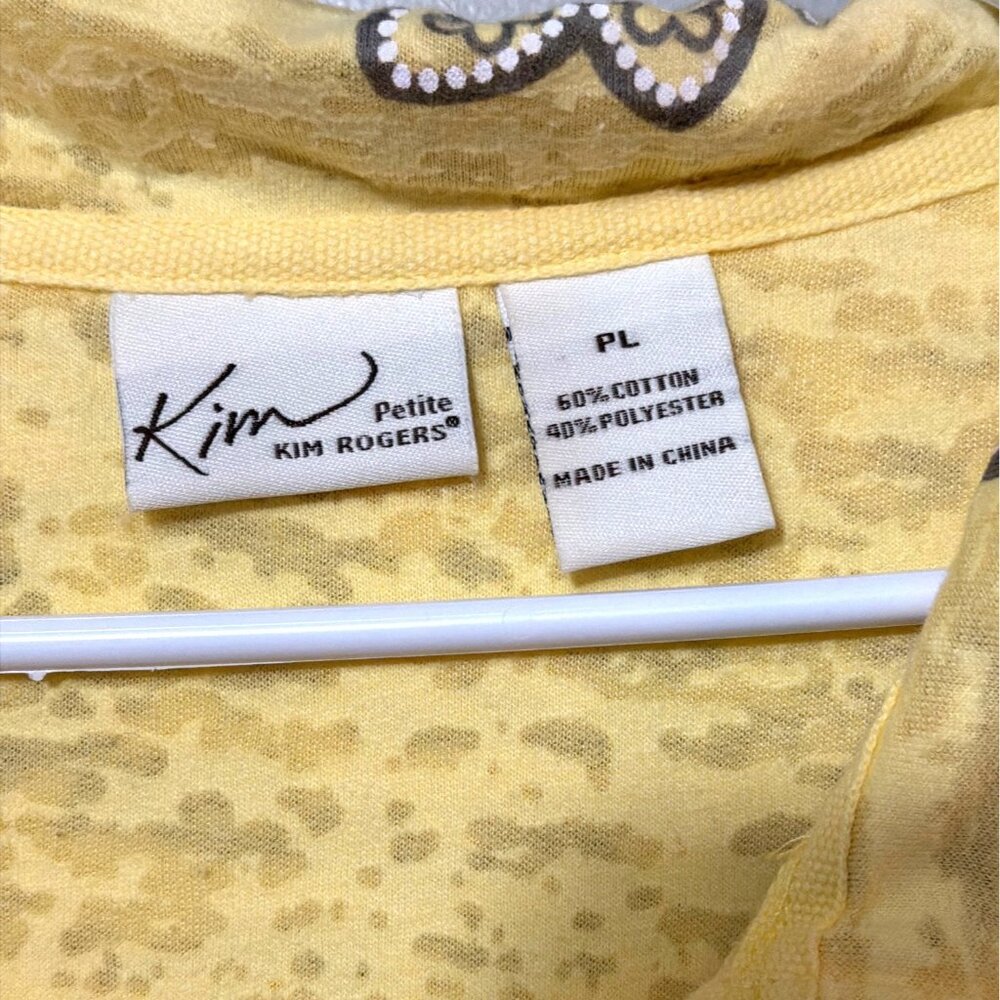 Kim Petite
KIM ROGERS®
PL
60% COTTON
40% POLYESTER
MADE IN CHINA